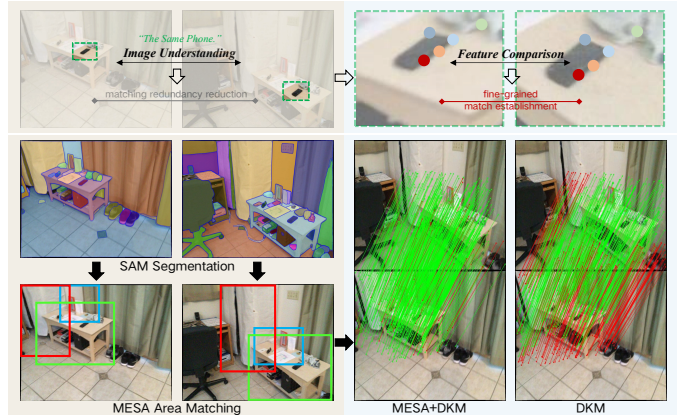 "The Same Phone."
Image Understanding
matching redundancy reduction
Feature Comparison
fine-grained
match establishment
SAM Segmentation
MESA Area Matching
MESA+DKM
DKM